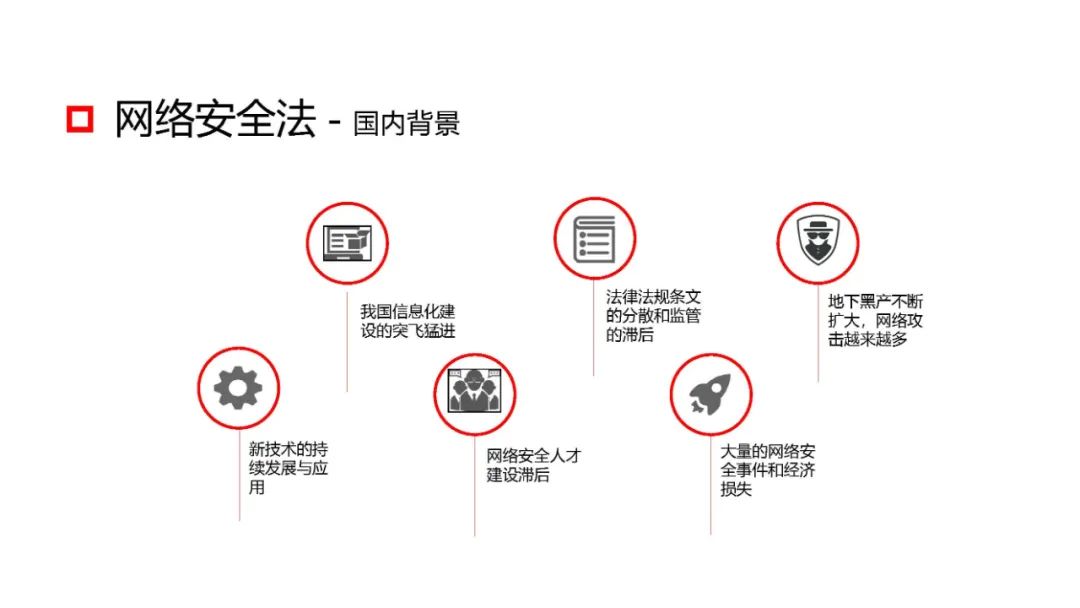 网络安全法 - 国内背景
我国信息化建
设的突飞猛进
法律法规条文
的分散和监管
的滞后
地下黑产不断
扩大，网络攻
击越来越多
新技术的持
续发展与应
用
网络安全人才
建设滞后
大量的网络安
全事件和经济
损失